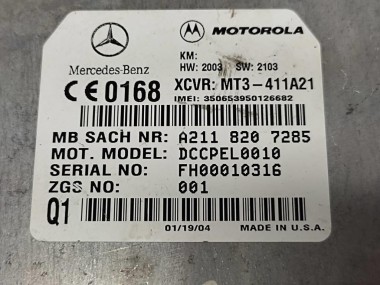 MOTOROLA
KM:
HW: 2003 SW: 2103
Mercedes-Benz
CE 0168 XCVR: MT3-411A21
IMEI: 350653950126682
MB SACH NR: A211 820 7285
MOT. MODEL: DCCPEL0010
SERIAL NO: FH00010316
ZGS NO: 001
Q1
01/19/04 MADE IN U.S.A.